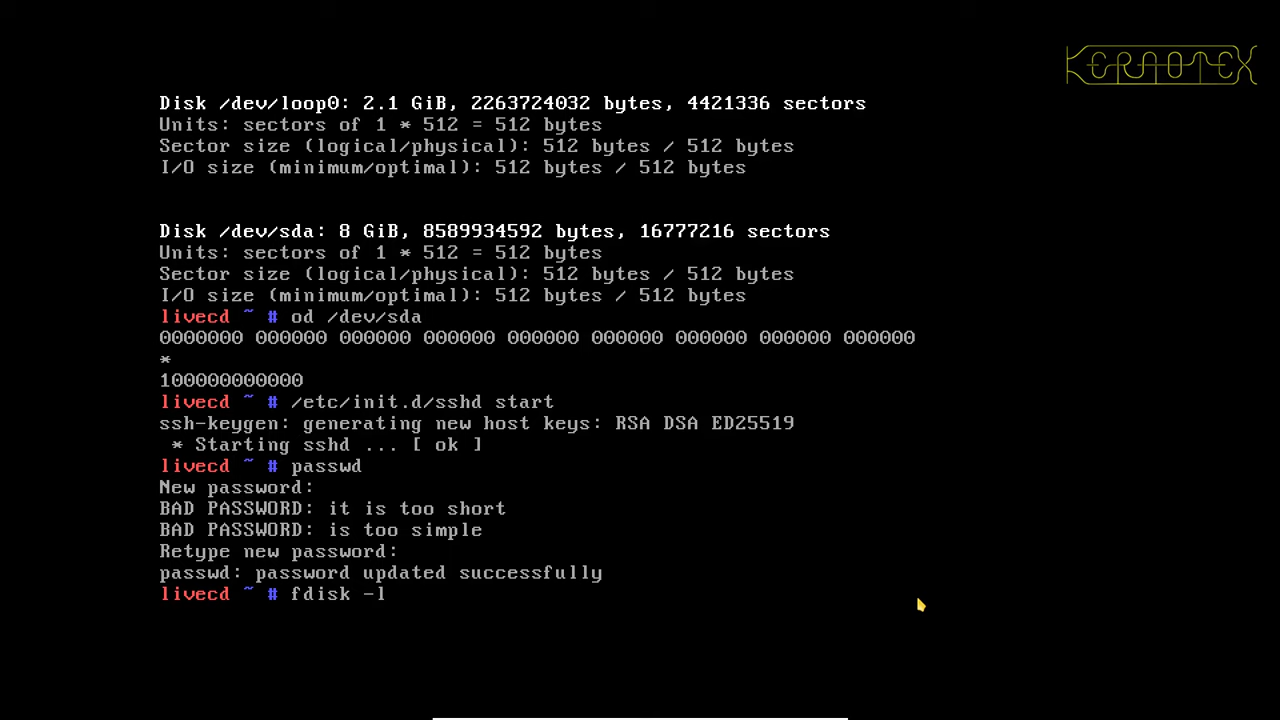 KERNOTEX
Disk /dev/loop0: 2.1 GiB, 2263724032 bytes, 4421336 sectors
Units: sectors of 1 * 512 = 512 bytes
Sector size (logical/physical): 512 bytes / 512 bytes
I/O size (minimum/optimal): 512 bytes / 512 bytes
Disk /dev/sda: 8 GiB, 8589934592 bytes, 16777216 sectors
Units: sectors of 1 * 512 = 512 bytes
Sector size (logical/physical): 512 bytes / 512 bytes
I/O size (minimum/optimal): 512 bytes / 512 bytes
livecd ~ # od /dev/sda
0000000 000000 000000 000000 000000 000000 000000 000000 000000
*
100000000000
livecd ~ # /etc/init.d/sshd start
ssh-keygen: generating new host keys: RSA DSA ED25519
 * Starting sshd ... [ ok ]
livecd ~ # passwd
New password:
BAD PASSWORD: it is too short
BAD PASSWORD: is too simple
Retype new password:
passwd: password updated successfully
livecd ~ # fdisk -l